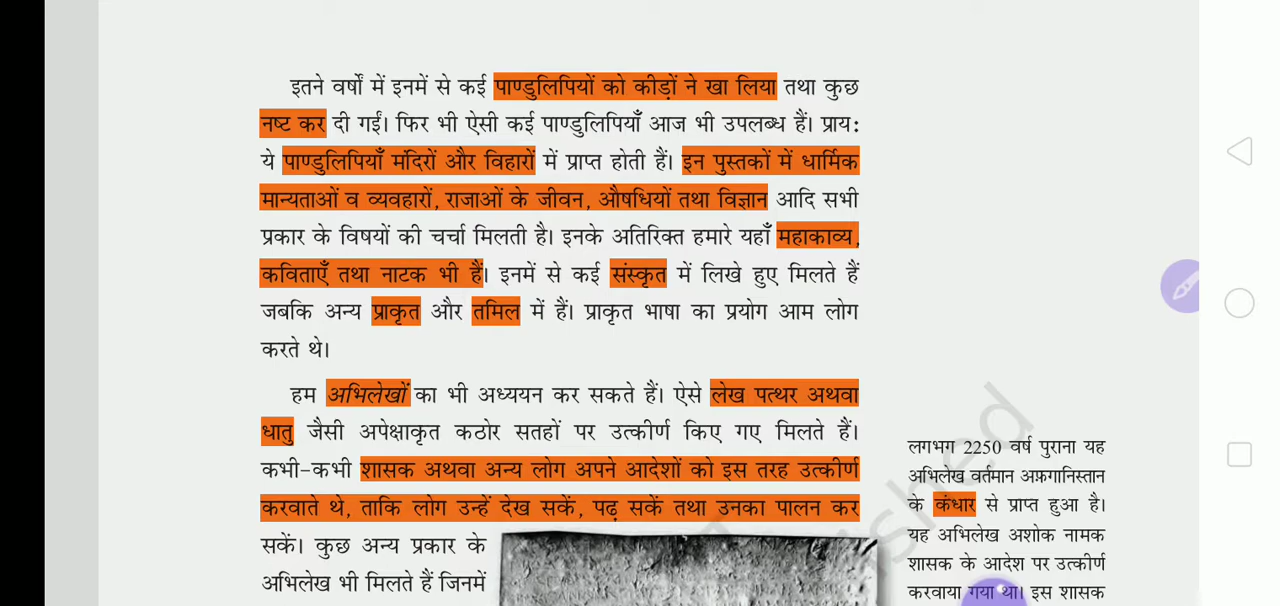 इतने वर्षों में इनमें से कई पाण्डुलिपियों को कीड़ों ने खा लिया तथा कुछ
नष्ट कर दी गईं। फिर भी ऐसी कई पाण्डुलिपियाँ आज भी उपलब्ध हैं। प्राय:
ये पाण्डुलिपियाँ मंदिरों और विहारों में प्राप्त होती हैं। इन पुस्तकों में धार्मिक
मान्यताओं व व्यवहारों, राजाओं के जीवन, औषधियों तथा विज्ञान आदि सभी
प्रकार के विषयों की चर्चा मिलती है। इनके अतिरिक्त हमारे यहाँ महाकाव्य,
कविताएँ तथा नाटक भी हैं। इनमें से कई संस्कृत में लिखे हुए मिलते हैं
जबकि अन्य प्राकृत और तमिल में हैं। प्राकृत भाषा का प्रयोग आम लोग
करते थे।
हम अभिलेखों का भी अध्ययन कर सकते हैं। ऐसे लेख पत्थर अथवा
धातु जैसी अपेक्षाकृत कठोर सतहों पर उत्कीर्ण किए गए मिलते हैं।
कभी-कभी शासक अथवा अन्य लोग अपने आदेशों को इस तरह उत्कीर्ण
करवाते थे, ताकि लोग उन्हें देख सकें, पढ़ सकें तथा उनका पालन कर
सकें। कुछ अन्य प्रकार के
अभिलेख भी मिलते हैं जिनमें
लगभग 2250 वर्ष पुराना यह
अभिलेख वर्तमान अफ़गानिस्तान
के कंधार से प्राप्त हुआ है।
यह अभिलेख अशोक नामक
शासक के आदेश पर उत्कीर्ण
करवाया गया था। इस शासक